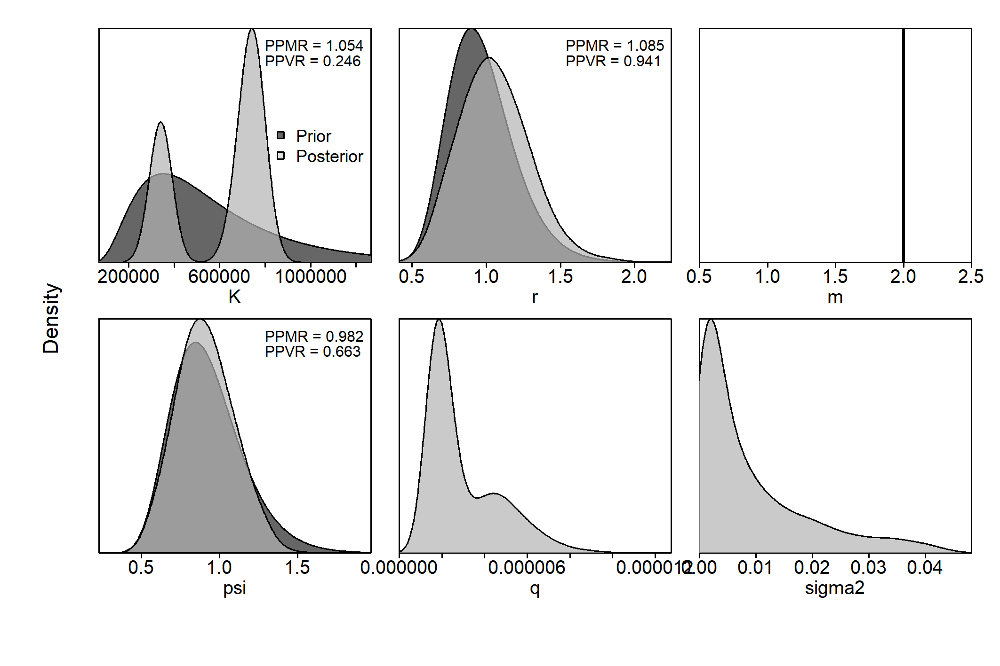 PPMR = 1.054
PPVR = 0.246
Prior
Posterior
200000 600000 1000000
K
PPMR = 1.085
PPVR = 0.941
0.5 1.0 1.5 2.0
r
0.5 1.0 1.5 2.0 2.5
m
Density
PPMR = 0.982
PPVR = 0.663
0.5 1.0 1.5
psi
0.000000 0.000006 0.000012
q
0.00 0.01 0.02 0.03 0.04
sigma2